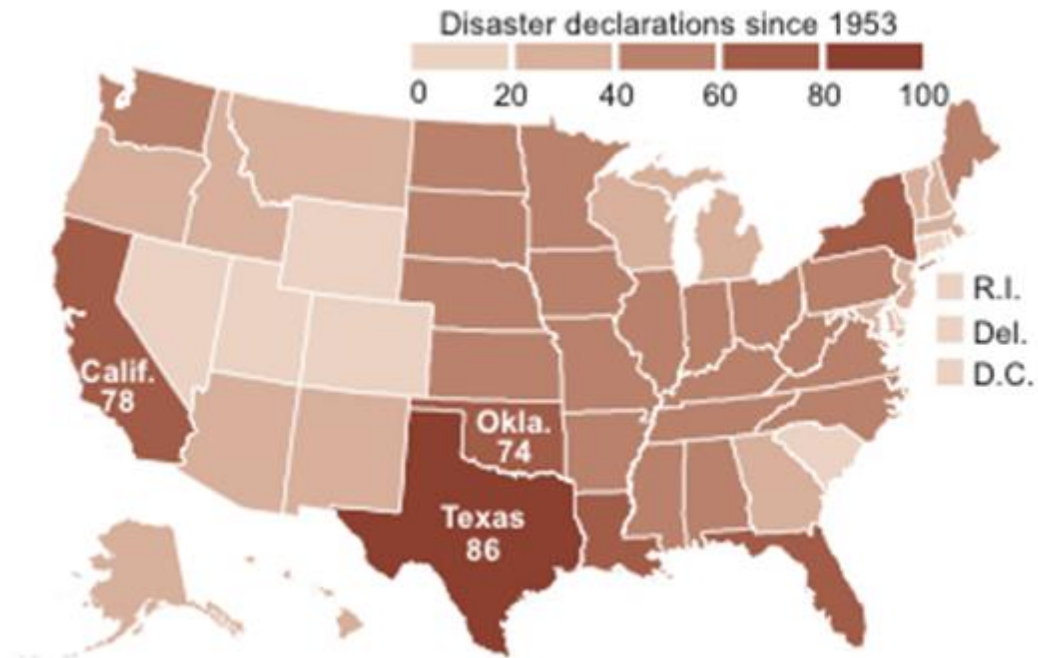 Disaster declarations since 1953
0 20 40 60 80 100
R.I.
Del.
D.C.
Calif.
78
Okla.
74
Texas
86